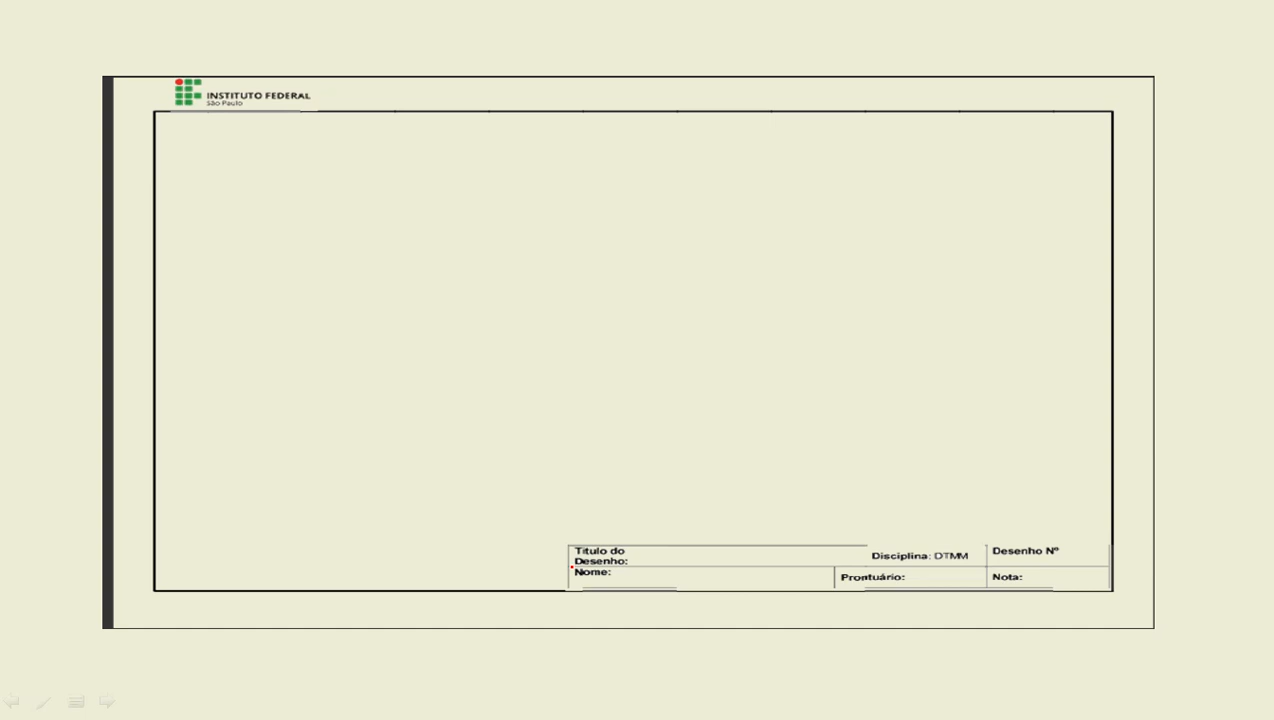 INSTITUTO FEDERAL
São Paulo
Titulo do
Desenho:
Disciplina: DTMM
Desenho Nº
Nome:
Prontuário:
Nota: